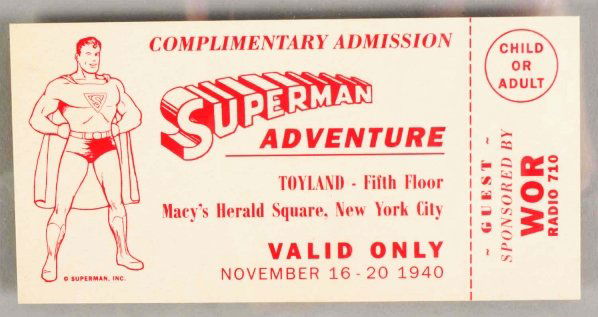 COMPLIMENTARY ADMISSION
SUPERMAN
ADVENTURE
TOYLAND - Fifth Floor
Macy's Herald Square, New York City
VALID ONLY
NOVEMBER 16-20 1940
S
© SUPERMAN, INC.
CHILD
OR
ADULT
~ GUEST ~
SPONSORED BY
WOR
RADIO 710